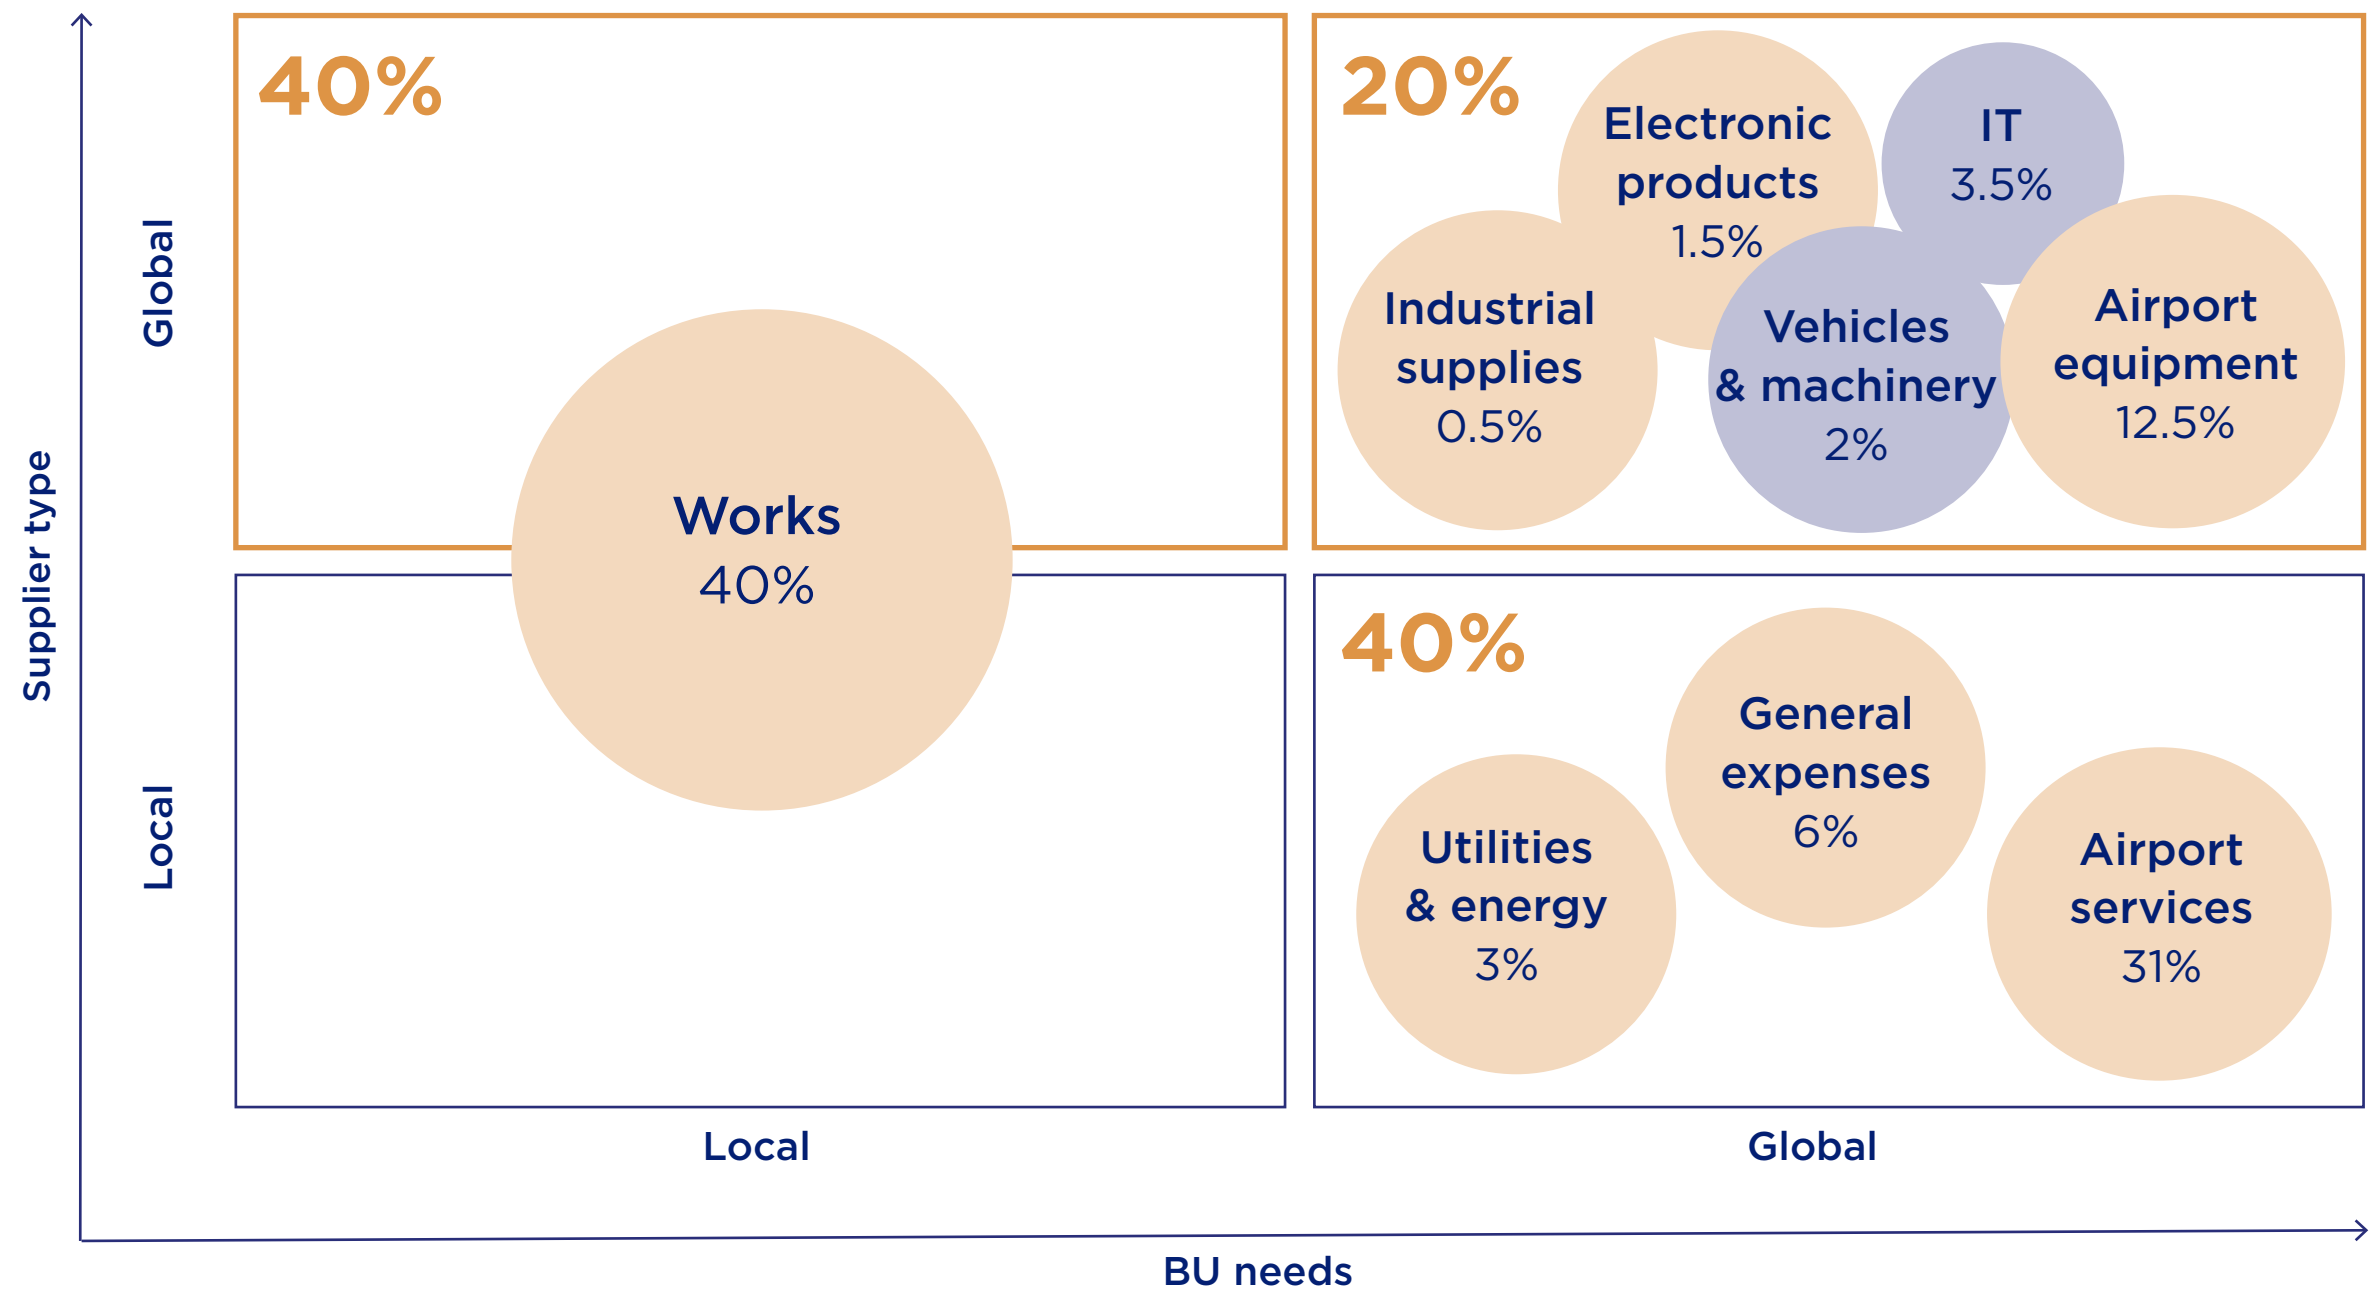 Supplier type
Global
Local
40%
Works
40%
20%
Electronic
products
1.5%
IT
3.5%
Industrial
supplies
0.5%
Vehicles
& machinery
2%
Airport
equipment
12.5%
40%
General
expenses
6%
Utilities
& energy
3%
Airport
services
31%
Local
Global
BU needs